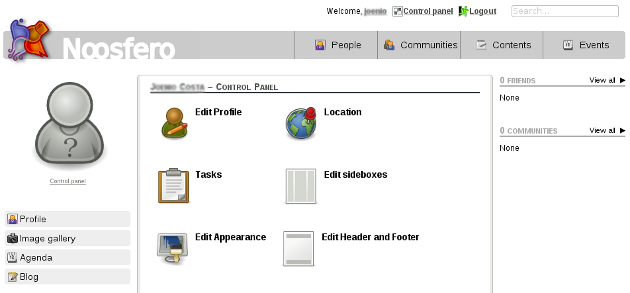 Welcome, joenio Control panel Logout Search...
Noosfero
People Communities Contents Events
Joenio Costa – Control Panel
Edit Profile Location
Tasks Edit sideboxes
Edit Appearance Edit Header and Footer
?
Control panel
Profile
Image gallery
Agenda
Blog
0 friends View all
None
0 communities View all
None